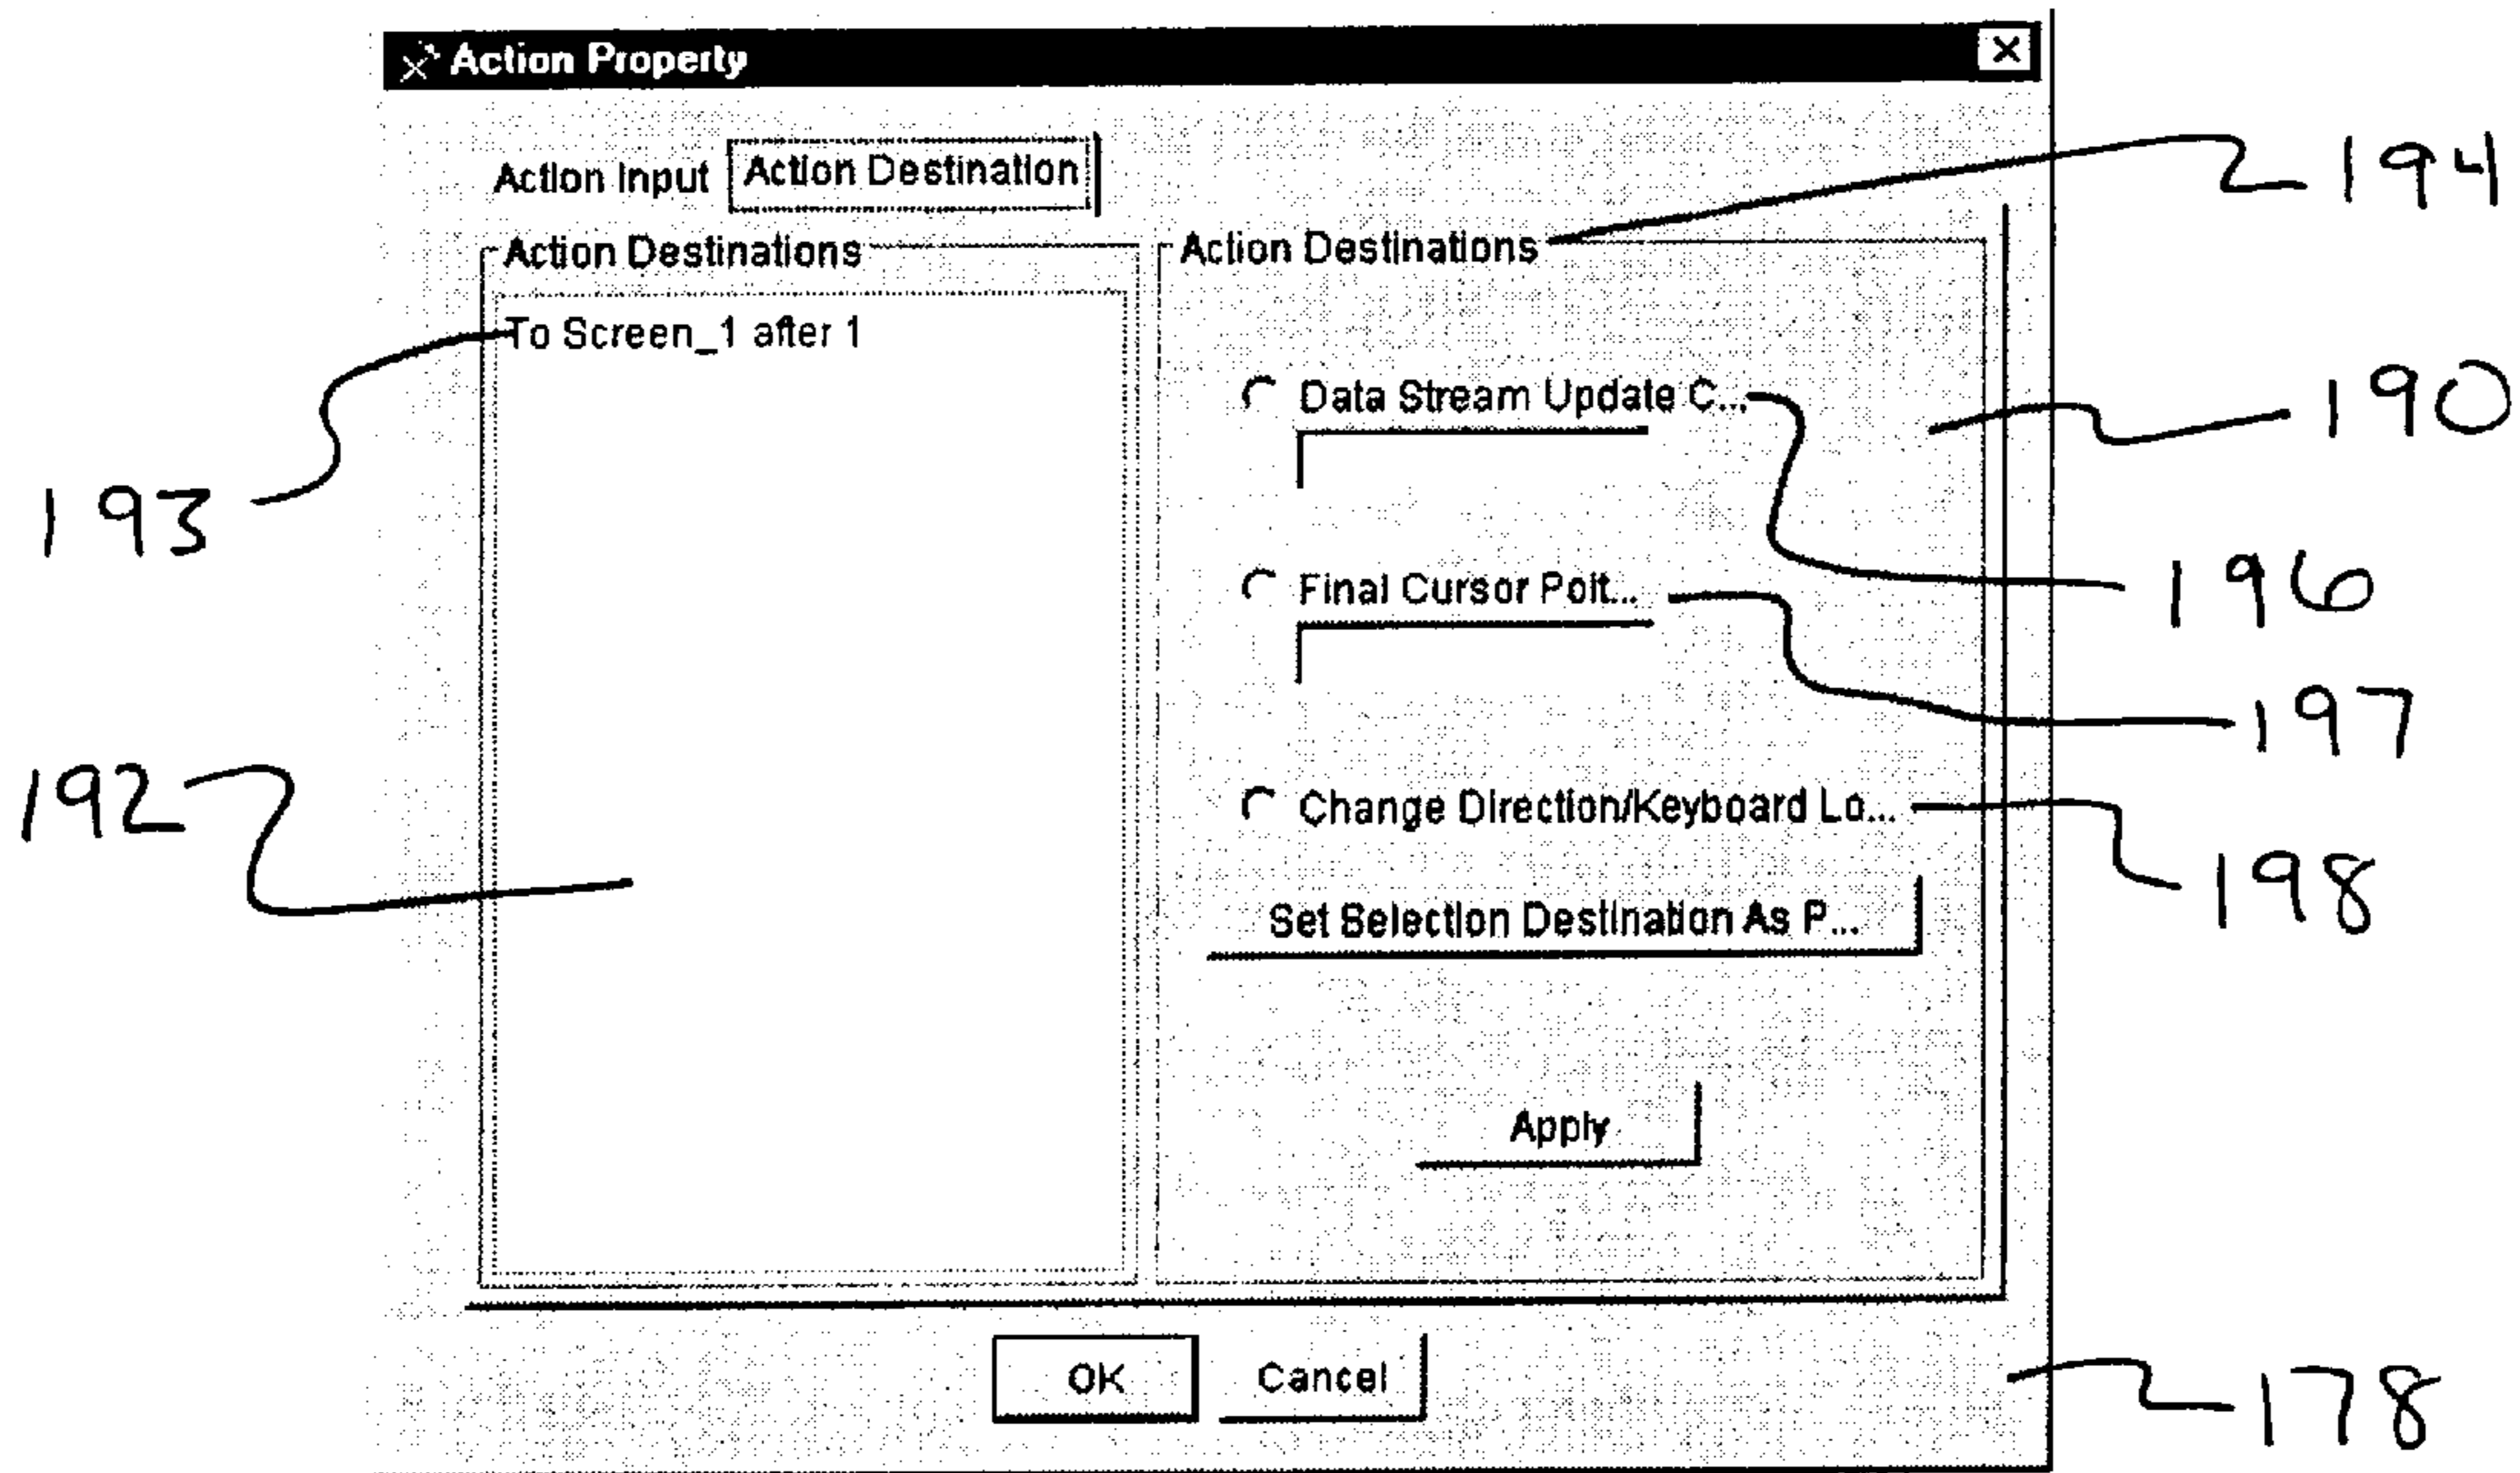 Action Property
Action Input
Action Destination
194
Action Destinations
Action Destinations
To Screen_1 after 1
Data Stream Update C...
190
193
Final Cursor Poit...
196
197
192
Change Direction/Keyboard Lo...
198
Set Selection Destination As P...
Apply
OK
Cancel
178